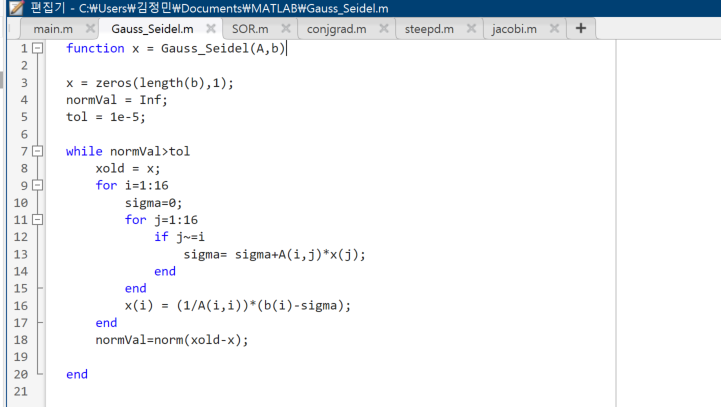 편집기 - C:₩Users₩김정민₩Documents₩MATLAB₩Gauss_Seidel.m
main.m Gauss_Seidel.m SOR.m conjgrad.m steepd.m jacobi.m
1 function x = Gauss_Seidel(A,b)
2
3 x = zeros(length(b),1);
4 normVal = Inf;
5 tol = 1e-5;
6
7 while normVal>tol
8 xold = x;
9 for i=1:16
10 sigma=0;
11 for j=1:16
12 if j~=i
13 sigma= sigma+A(i,j)*x(j);
14 end
15 end
16 x(i) = (1/A(i,i))*(b(i)-sigma);
17 end
18 normVal=norm(xold-x);
19
20 end
21